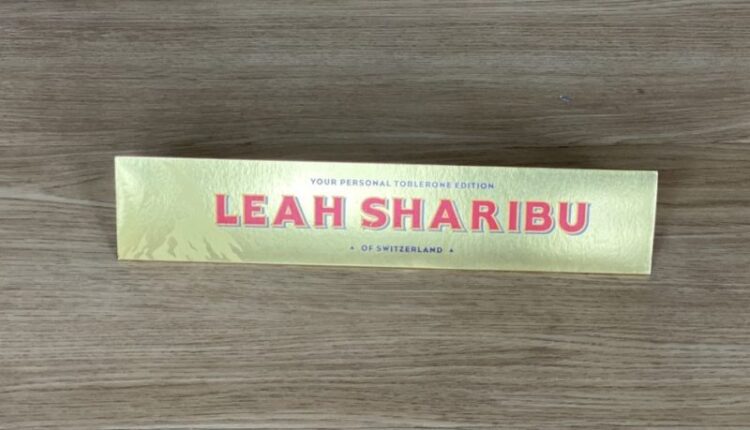 YOUR PERSONAL TOBLERONE EDITION
LEAH SHARIBU
▲ OF SWITZERLAND ▲